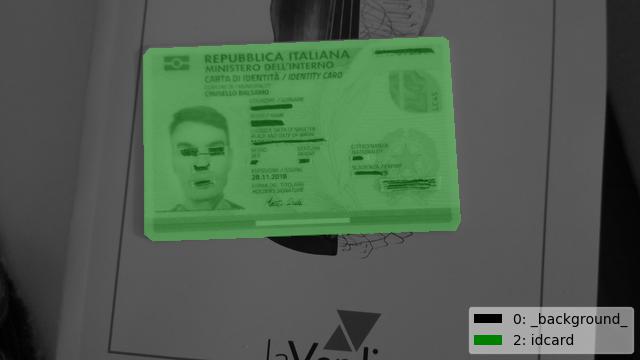 REPUBBLICA ITALIANA
MINISTERO DELL'INTERNO
CARTA DI IDENTITÀ / IDENTITY CARD
COMUNE DI / MUNICIPALITY
CINISELLO BALSAMO
COGNOME / SURNAME
NOME / NAME
LUOGO E DATA DI NASCITA
PLACE AND DATE OF BIRTH
SESSO
SEX
STATURA
HEIGHT
CITTADINANZA
NATIONALITY
EMISSIONE / ISSUING
28.11.2018
SCADENZA / EXPIRY
FIRMA DEL TITOLARE
HOLDER'S SIGNATURE
0: _background_
2: idcard